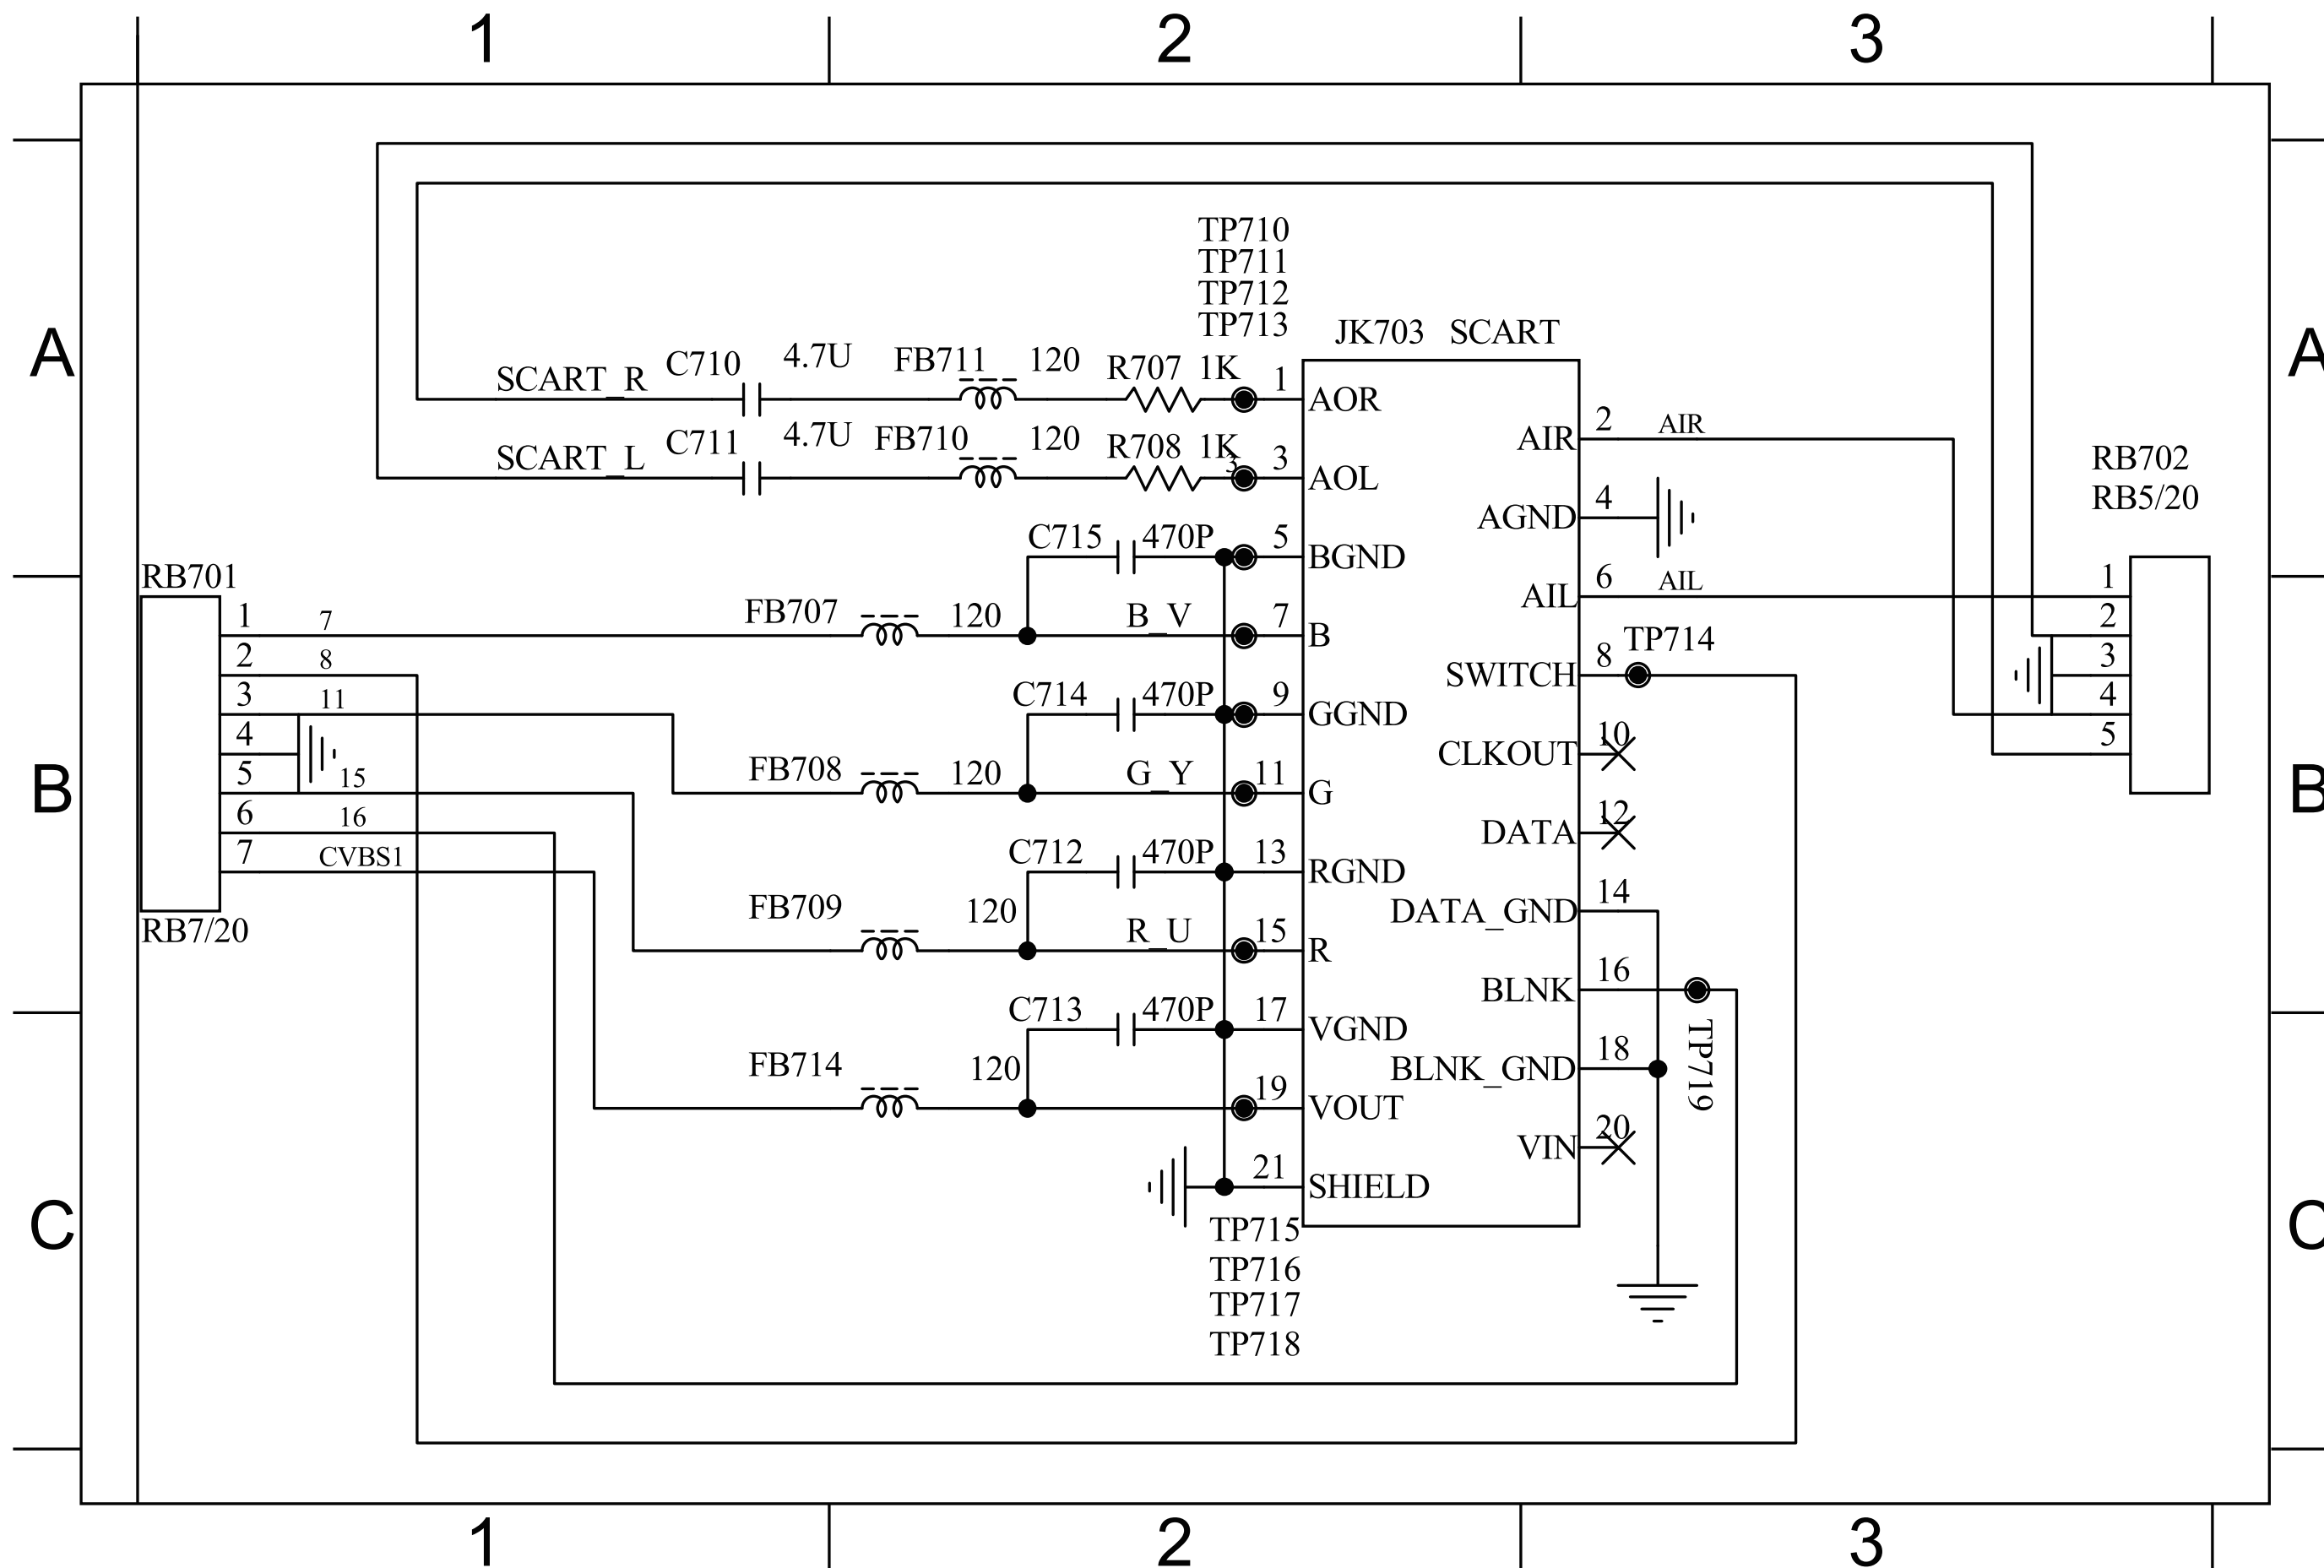 1 2 3
A A
TP710
TP711
TP712
TP713
JK703 SCART
SCART_R C710 4.7U FB711 120 R707 1K 1 AOR
2 AIR AIR
SCART_L C711 4.7U FB710 120 R708 1K 3 3 AOL
RB702
RB5/20
4 AGND
C715 470P 5 BGND
6 AIL AIL
RB701
1 7 FB707 120 B_V 7 B
2 8
3 11
4
5 15
6 16
7 CVBS1
RB7/20
8 SWITCH TP714
1
2
3
4
5
C714 470P 9 GGND
10 CLKOUT
B B
FB708 120 G_Y 11 G
12 DATA
C712 470P 13 RGND
14 DATA_GND
FB709 120 R_U 15 R
16 BLNK
C713 470P 17 VGND
18 BLNK_GND
TP719
FB714 120 19 VOUT
20 VIN
21 SHIELD
C C
TP715
TP716
TP717
TP718
1 2 3